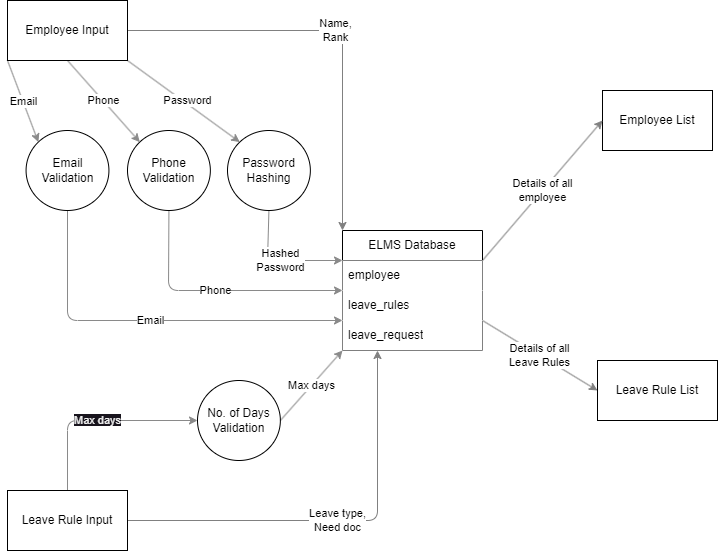 Employee Input
Name,
Rank
Email
Phone
Password
Employee List
Email
Validation
Phone
Validation
Password
Hashing
Details of all
employee
ELMS Database
Hashed
Password
employee
Phone
leave_rules
Email
leave_request
Details of all
Leave Rules
Max days
Leave Rule List
Max days
No. of Days
Validation
Leave Rule Input
Leave type,
Need doc